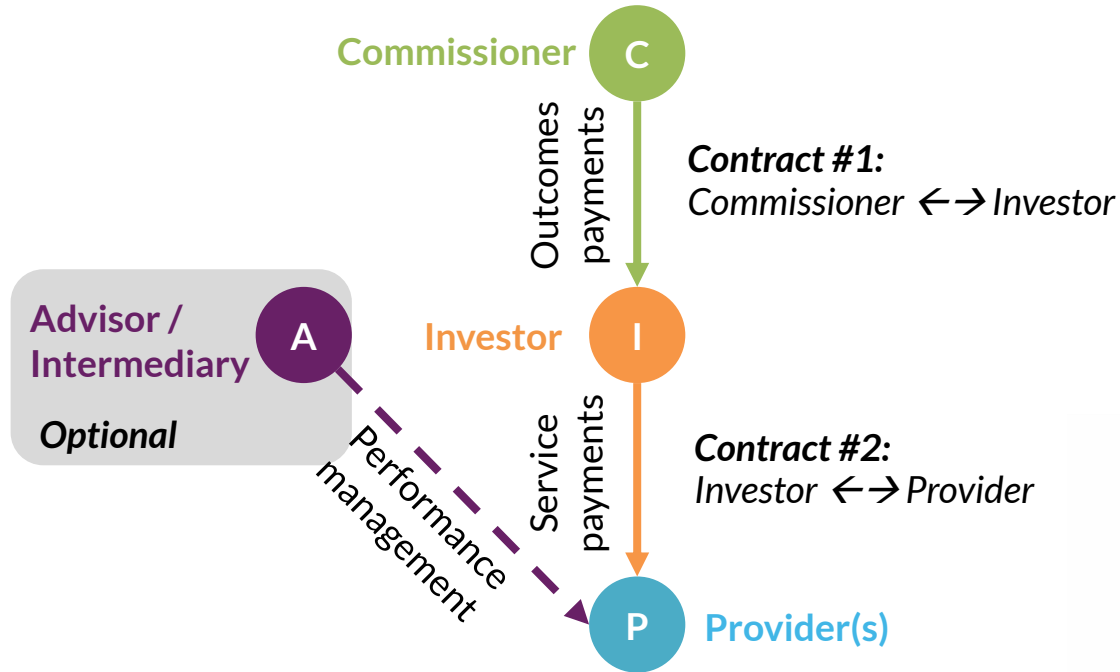 Commissioner
C
Outcomes
payments
Contract #1:
Commissioner ←→ Investor
Advisor /
Intermediary
A
Optional
Investor
I
Performance
management
Service
payments
Contract #2:
Investor ←→ Provider
P
Provider(s)